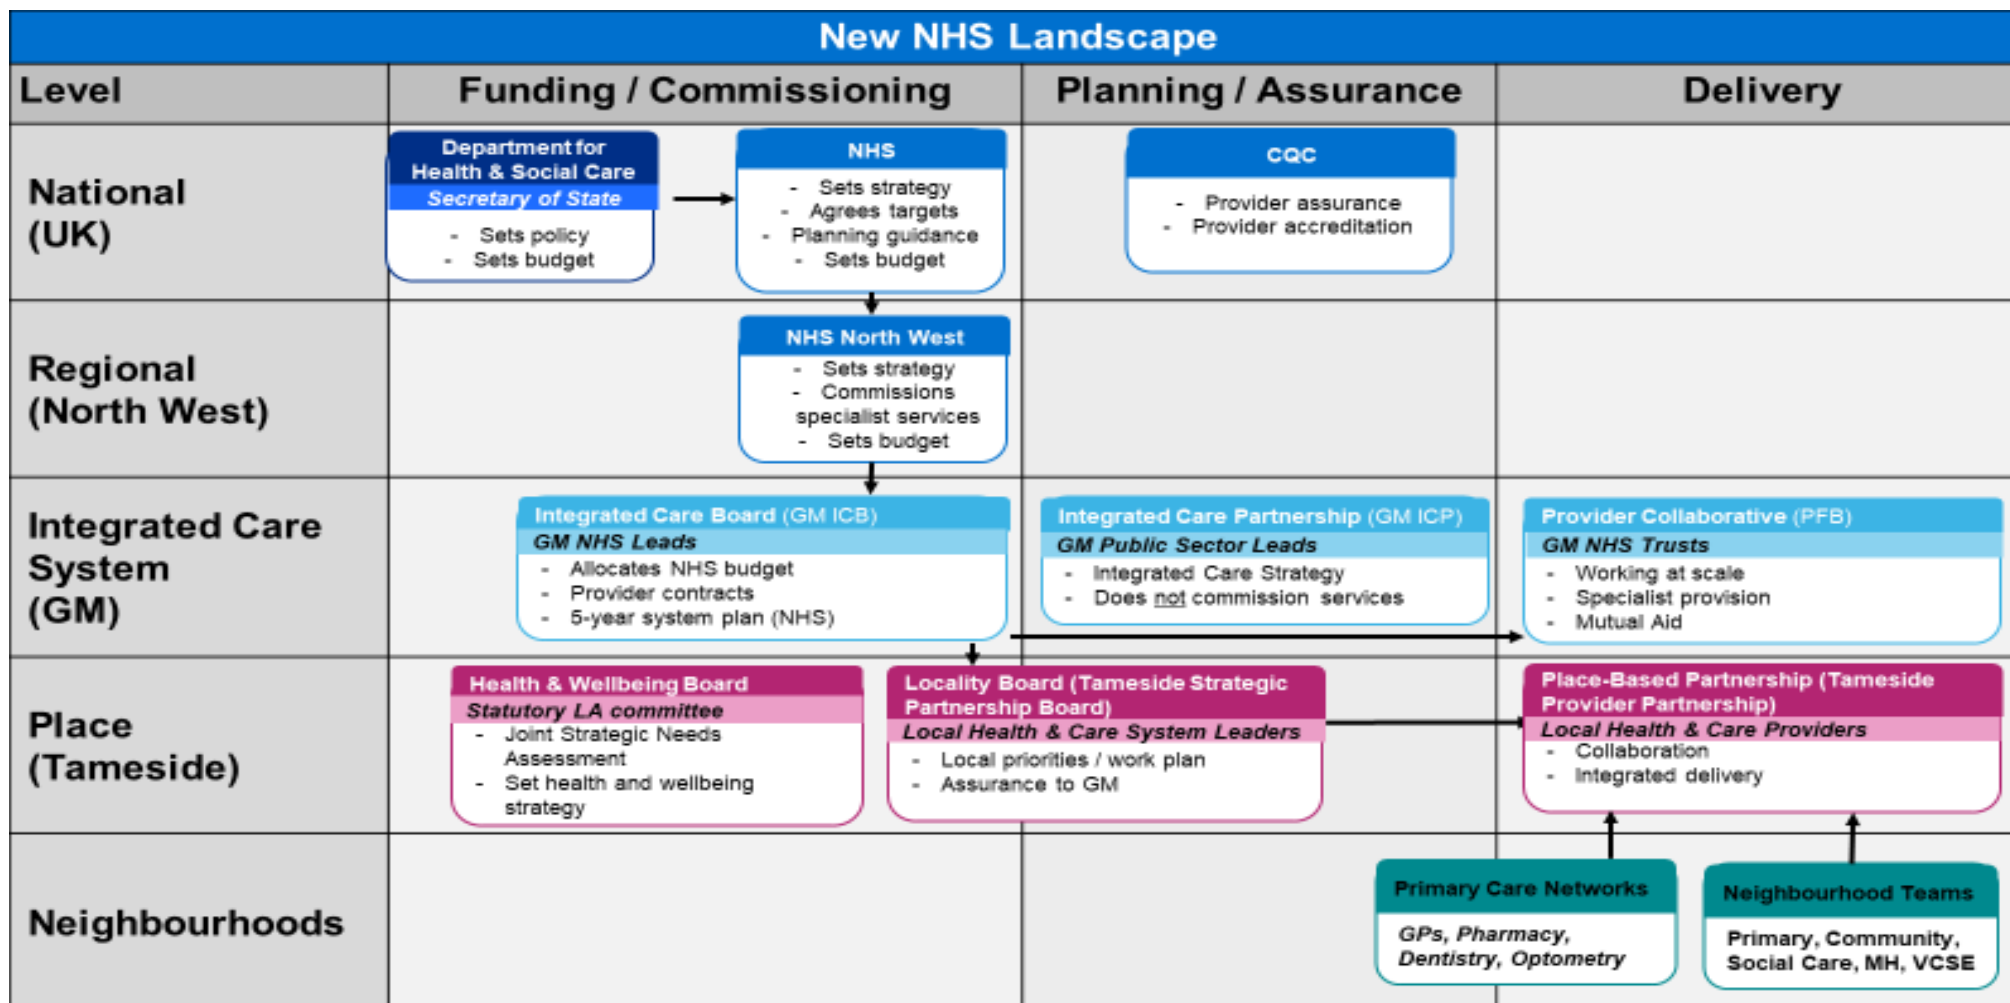 New NHS Landscape
Level
Funding / Commissioning
Planning / Assurance
Delivery
National
(UK)
Department for
Health & Social Care
Secretary of State
- Sets policy
- Sets budget
NHS
- Sets strategy
- Agrees targets
- Planning guidance
- Sets budget
CQC
- Provider assurance
- Provider accreditation
Regional
(North West)
NHS North West
- Sets strategy
- Commissions
specialist services
- Sets budget
Integrated Care
System
(GM)
Integrated Care Board (GM ICB)
GM NHS Leads
- Allocates NHS budget
- Provider contracts
- 5-year system plan (NHS)
Integrated Care Partnership (GM ICP)
GM Public Sector Leads
- Integrated Care Strategy
- Does not commission services
Provider Collaborative (PFB)
GM NHS Trusts
- Working at scale
- Specialist provision
- Mutual Aid
Place
(Tameside)
Health & Wellbeing Board
Statutory LA committee
- Joint Strategic Needs
Assessment
- Set health and wellbeing
strategy
Locality Board (Tameside Strategic
Partnership Board)
Local Health & Care System Leaders
- Local priorities / work plan
- Assurance to GM
Place-Based Partnership (Tameside
Provider Partnership)
Local Health & Care Providers
- Collaboration
- Integrated delivery
Neighbourhoods
Primary Care Networks
GPs, Pharmacy,
Dentistry, Optometry
Neighbourhood Teams
Primary, Community,
Social Care, MH, VCSE